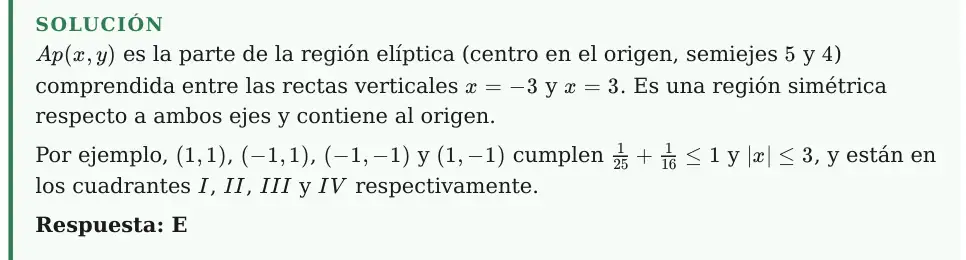 SOLUCIÓN
Ap(x, y) es la parte de la región elíptica (centro en el origen, semiejes 5 y 4)
comprendida entre las rectas verticales x = −3 y x = 3. Es una región simétrica
respecto a ambos ejes y contiene al origen.
Por ejemplo, (1, 1), (−1, 1), (−1, −1) y (1, −1) cumplen 1/25 + 1/16 ≤ 1 y |x| ≤ 3, y están en
los cuadrantes I, II, III y IV respectivamente.
Respuesta: E